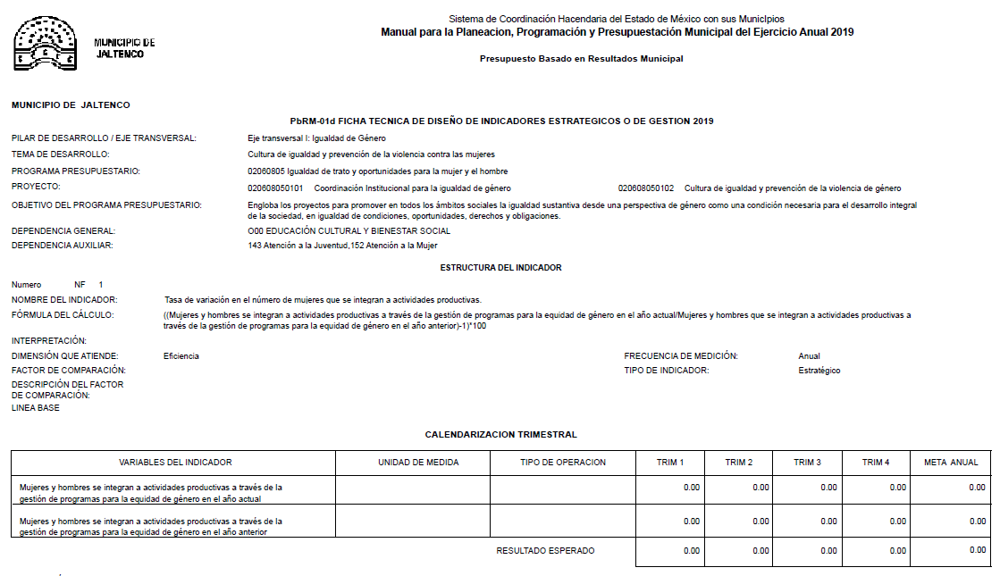 MUNICIPIO DE
JALTENCO
Sistema de Coordinación Hacendaria del Estado de México con sus MunicIpios
Manual para la Planeacion, Programación y Presupuestación Municipal del Ejercicio Anual 2019
Presupuesto Basado en Resultados Municipal
MUNICIPIO DE JALTENCO
PbRM-01d FICHA TECNICA DE DISEÑO DE INDICADORES ESTRATEGICOS O DE GESTION 2019
PILAR DE DESARROLLO / EJE TRANSVERSAL: Eje transversal I: Igualdad de Género
TEMA DE DESARROLLO: Cultura de igualdad y prevención de la violencia contra las mujeres
PROGRAMA PRESUPUESTARIO: 02060805 Igualdad de trato y oportunidades para la mujer y el hombre
PROYECTO: 020608050101 Coordinación Institucional para la igualdad de género 020608050102 Cultura de igualdad y prevención de la violencia de género
OBJETIVO DEL PROGRAMA PRESUPUESTARIO: Engloba los proyectos para promover en todos los ámbitos sociales la igualdad sustantiva desde una perspectiva de género como una condición necesaria para el desarrollo integral
de la sociedad, en igualdad de condiciones, oportunidades, derechos y obligaciones.
DEPENDENCIA GENERAL: O00 EDUCACIÓN CULTURAL Y BIENESTAR SOCIAL
DEPENDENCIA AUXILIAR: 143 Atención a la Juventud,152 Atención a la Mujer
ESTRUCTURA DEL INDICADOR
Numero NF 1
NOMBRE DEL INDICADOR: Tasa de variación en el número de mujeres que se integran a actividades productivas.
FÓRMULA DEL CÁLCULO: ((Mujeres y hombres se integran a actividades productivas a través de la gestión de programas para la equidad de género en el año actual/Mujeres y hombres que se integran a actividades productivas a
través de la gestión de programas para la equidad de género en el año anterior)-1)*100
INTERPRETACIÓN:
DIMENSIÓN QUE ATIENDE: Eficiencia FRECUENCIA DE MEDICIÓN: Anual
FACTOR DE COMPARACIÓN: TIPO DE INDICADOR: Estratégico
DESCRIPCIÓN DEL FACTOR
DE COMPARACIÓN:
LINEA BASE
CALENDARIZACION TRIMESTRAL
VARIABLES DEL INDICADOR UNIDAD DE MEDIDA TIPO DE OPERACION TRIM 1 TRIM 2 TRIM 3 TRIM 4 META ANUAL
Mujeres y hombres se integran a actividades productivas a través de la
gestión de programas para la equidad de género en el año actual 0.00 0.00 0.00 0.00 0.00
Mujeres y hombres se integran a actividades productivas a través de la
gestión de programas para la equidad de género en el año anterior 0.00 0.00 0.00 0.00 0.00
RESULTADO ESPERADO 0.00 0.00 0.00 0.00 0.00